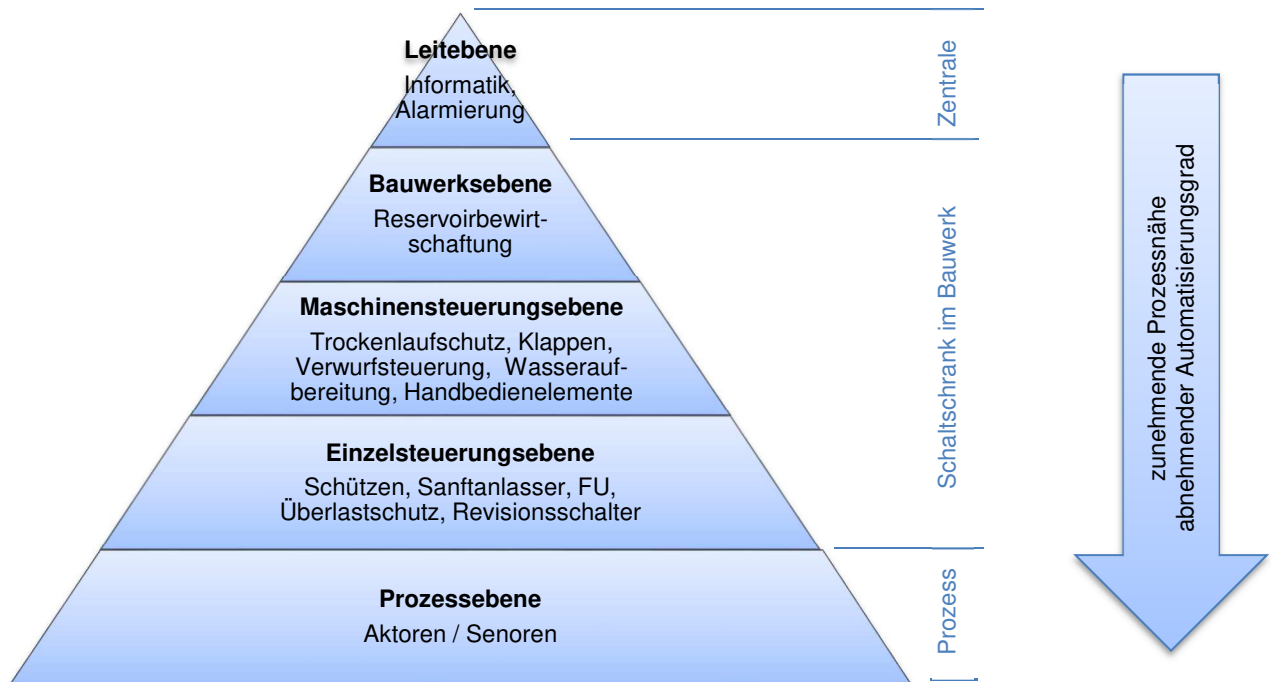 Leitebene
Informatik,
Alarmierung
Bauwerksebene
Reservoirbewirt-
schaftung
Maschinensteuerungsebene
Trockenlaufschutz, Klappen,
Verwurfsteuerung, Wasserauf-
bereitung, Handbedienelemente
Einzelsteuerungsebene
Schützen, Sanftanlasser, FU,
Überlastschutz, Revisionsschalter
Prozessebene
Aktoren / Senoren
Zentrale
Schaltschrank im Bauwerk
Prozess
zunehmende Prozessnähe
abnehmender Automatisierungsgrad